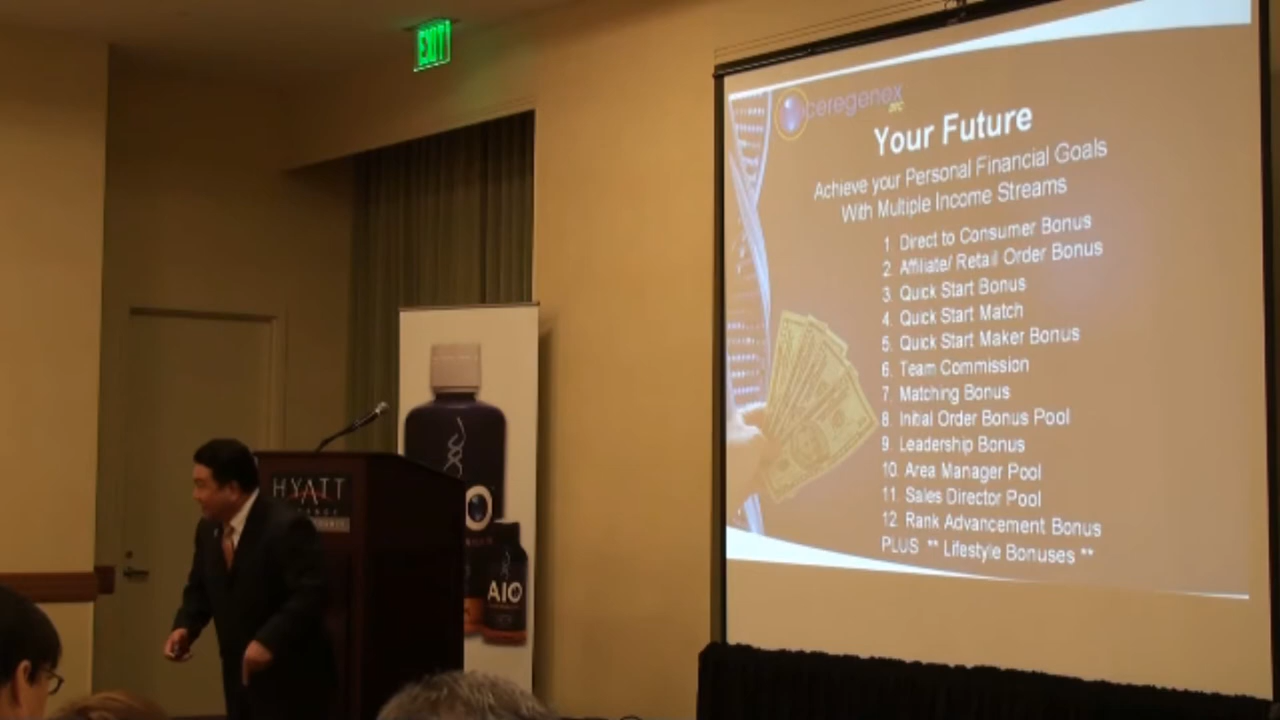 EXIT
ceregenex
Your Future
Achieve your Personal Financial Goals
With Multiple Income Streams
1 Direct to Consumer Bonus
2. Affiliate/ Retail Order Bonus
3. Quick Start Bonus
4. Quick Start Match
5. Quick Start Maker Bonus
6. Team Commission
7. Matching Bonus
8. Initial Order Bonus Pool
9. Leadership Bonus
10. Area Manager Pool
11. Sales Director Pool
12. Rank Advancement Bonus
PLUS ** Lifestyle Bonuses **
HYATT
AIO